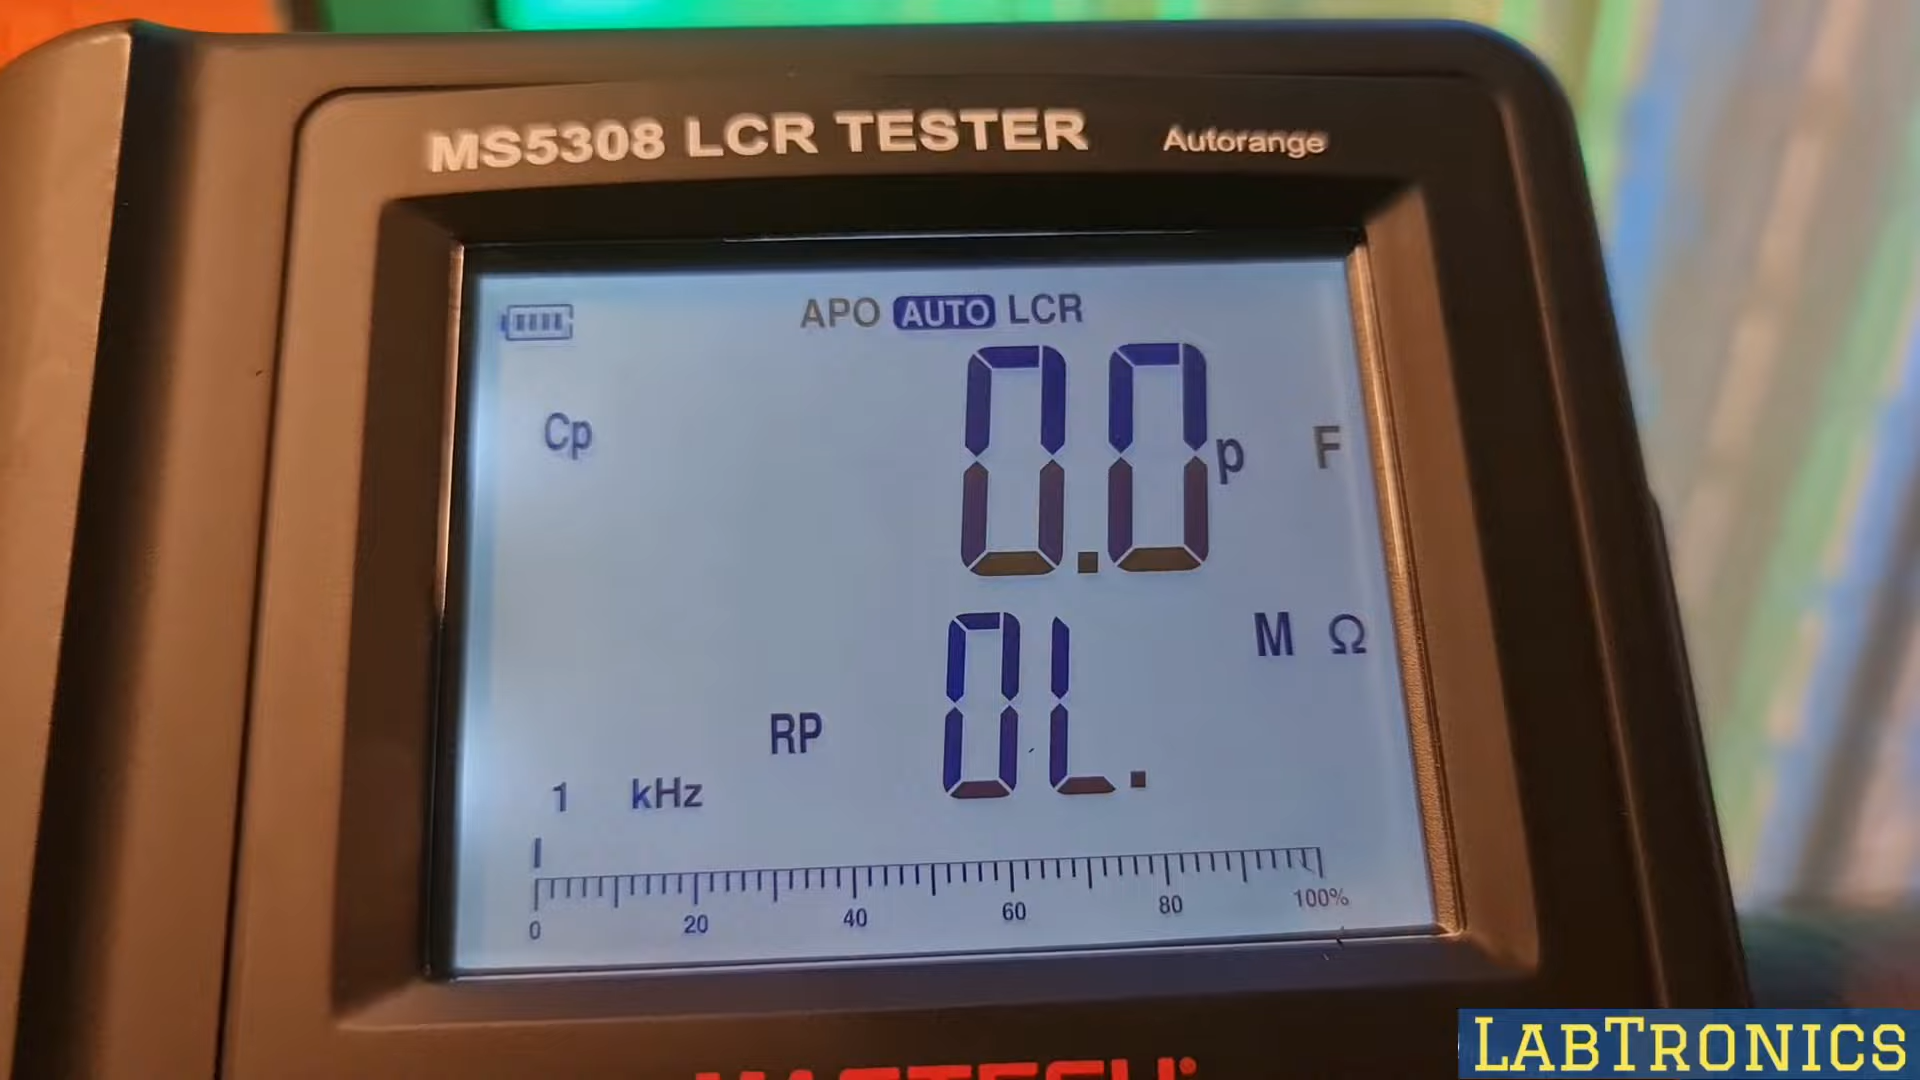 MS5308 LCR TESTER Autorange
APO AUTO LCR
Cp 0.0 p F
RP 0L. M Ω
1 kHz
0 20 40 60 80 100%
LABTRONICS